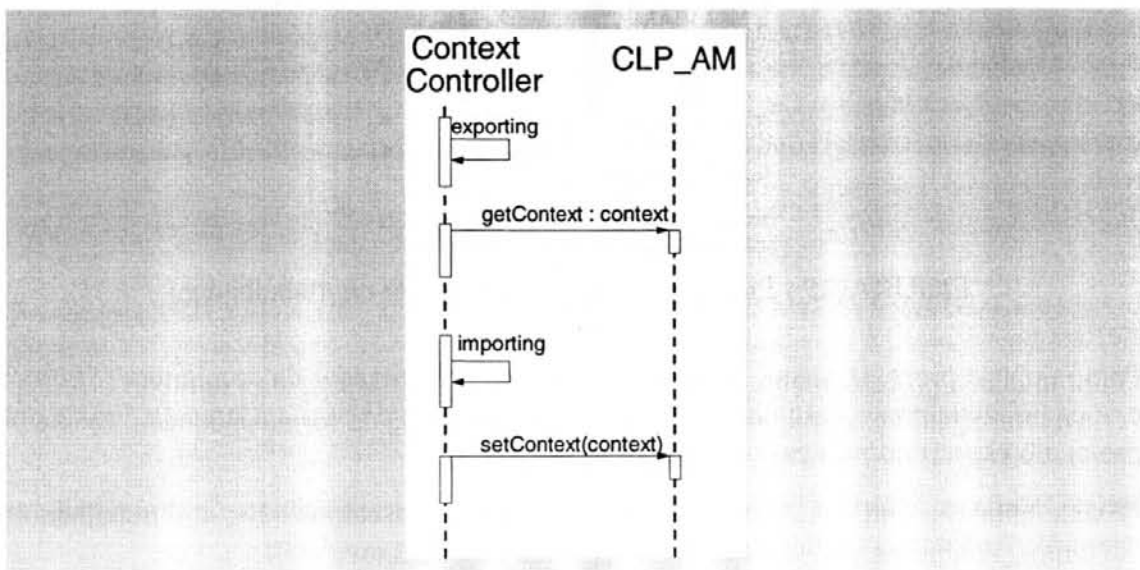 Context
Controller
CLP_AM
exporting
getContext : context
importing
setContext(context)